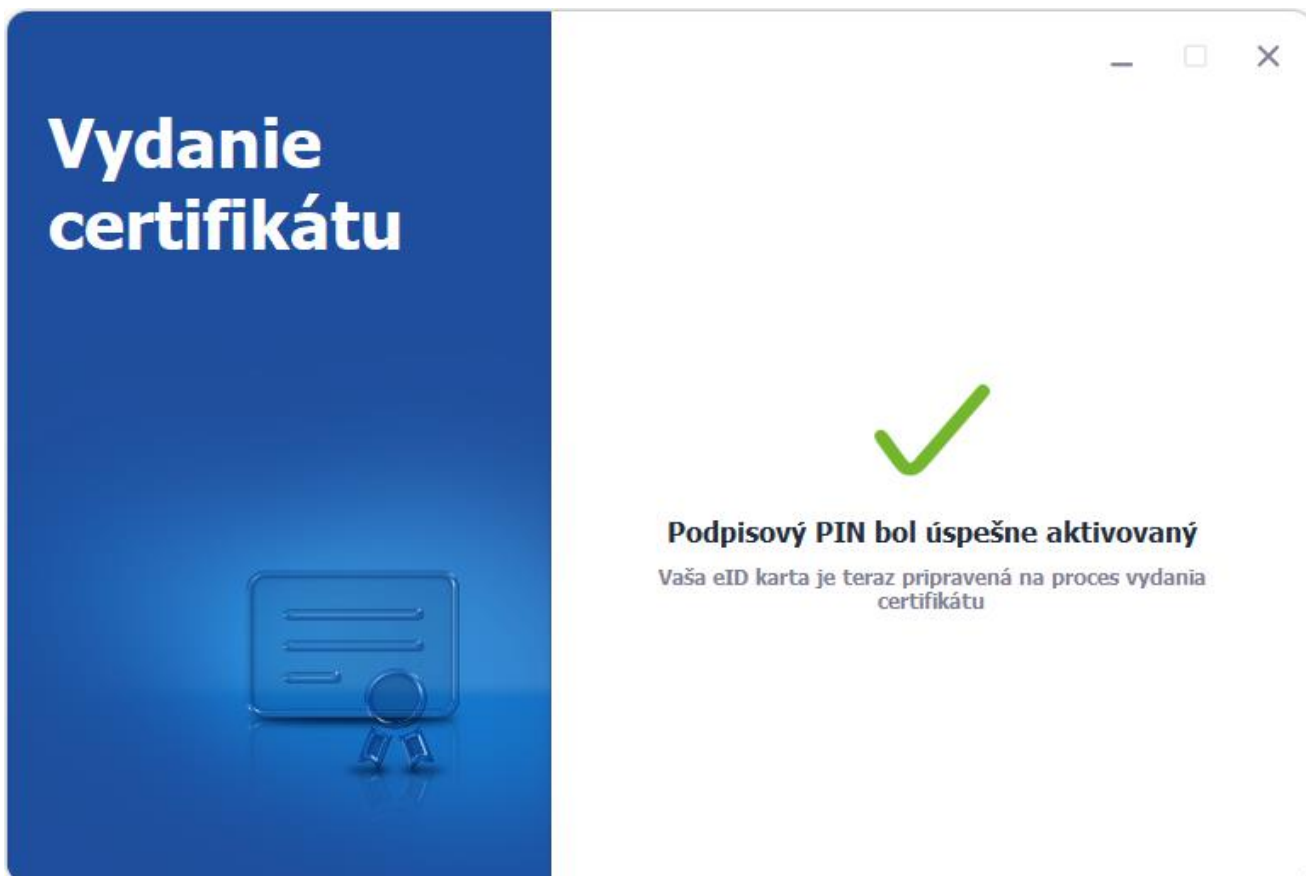 Vydanie
certifikátu
Podpisový PIN bol úspešne aktivovaný
Vaša eID karta je teraz pripravená na proces vydania
certifikátu